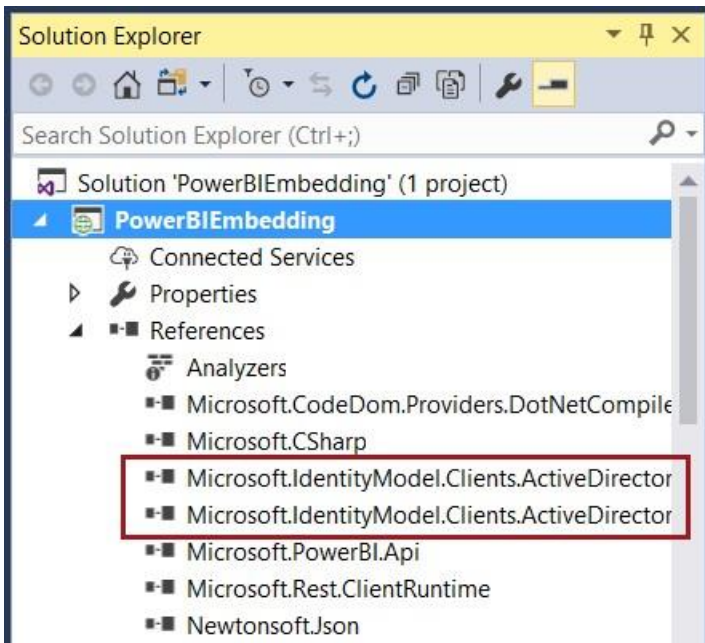 Solution Explorer
Search Solution Explorer (Ctrl+;)
Solution 'PowerBIEmbedding' (1 project)
PowerBIEmbedding
Connected Services
Properties
References
Analyzers
Microsoft.CodeDom.Providers.DotNetCompile
Microsoft.CSharp
Microsoft.IdentityModel.Clients.ActiveDirector
Microsoft.IdentityModel.Clients.ActiveDirector
Microsoft.PowerBI.Api
Microsoft.Rest.ClientRuntime
Newtonsoft.Json